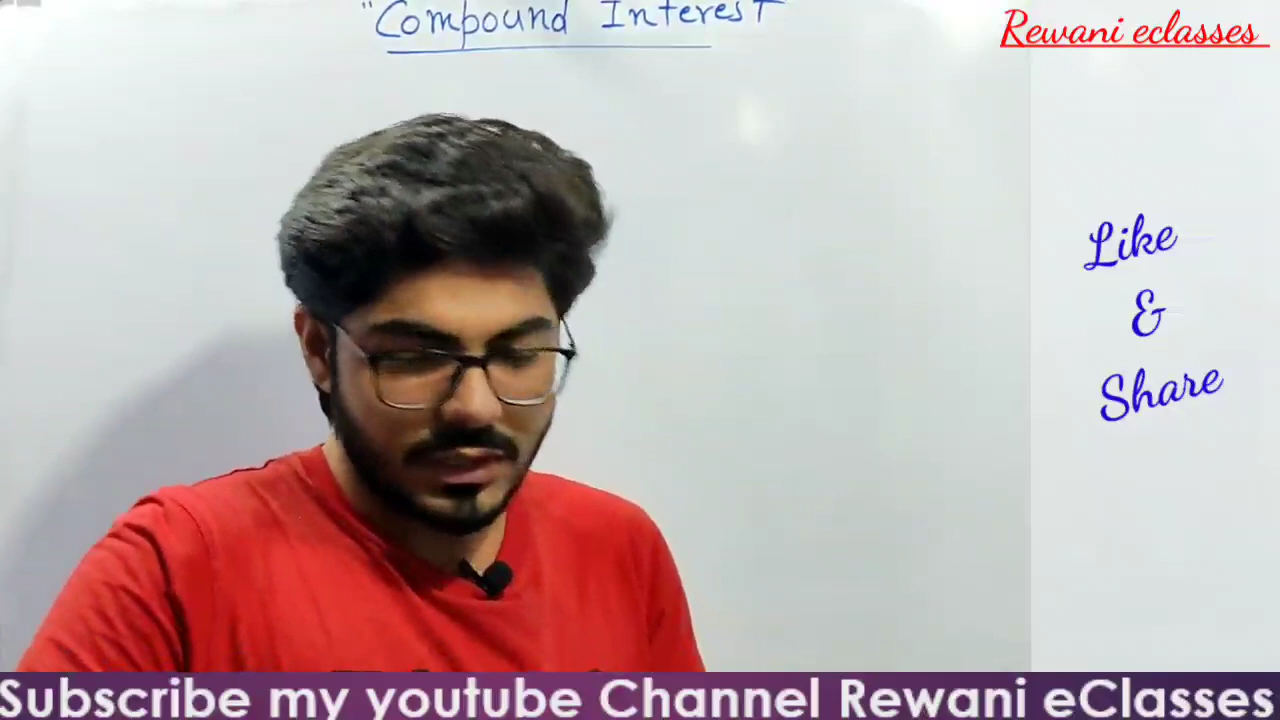 "Compound Interest
Rewani eclasses
Like
&
Share
Subscribe my youtube Channel Rewani eClasses